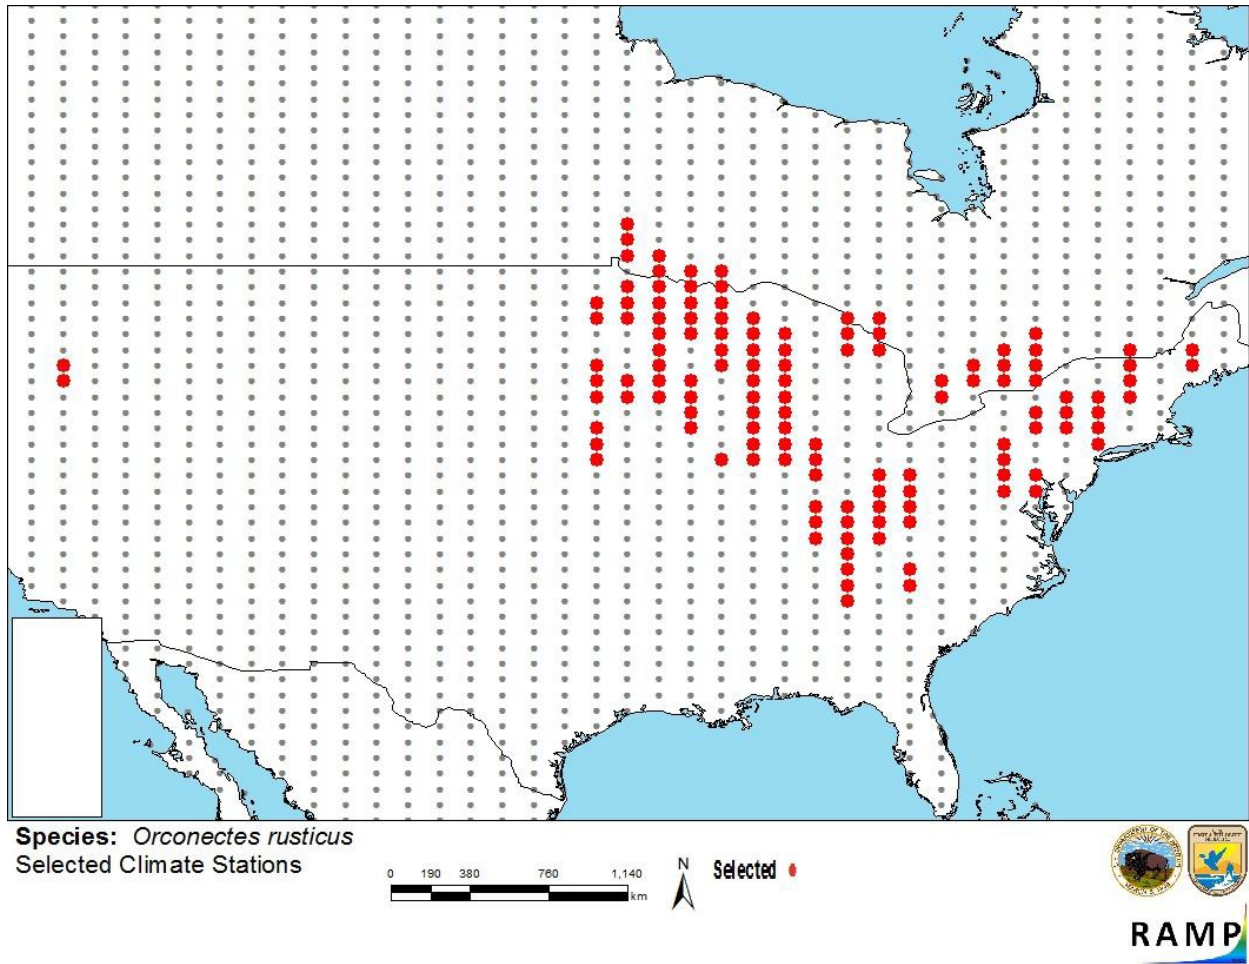 Species: Orconectes rusticus
Selected Climate Stations
0 190 380 760 1,140
km
N
Selected
RAMP